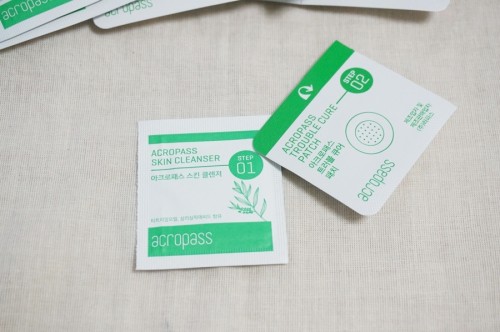 ACROPASS
SKIN CLEANSER
STEP
01
아크로패스 스킨 클렌저
acropass
STEP
02
ACROPASS
TROUBLE CURE
PATCH
아크로패스
트러블 큐어
패치
acropass